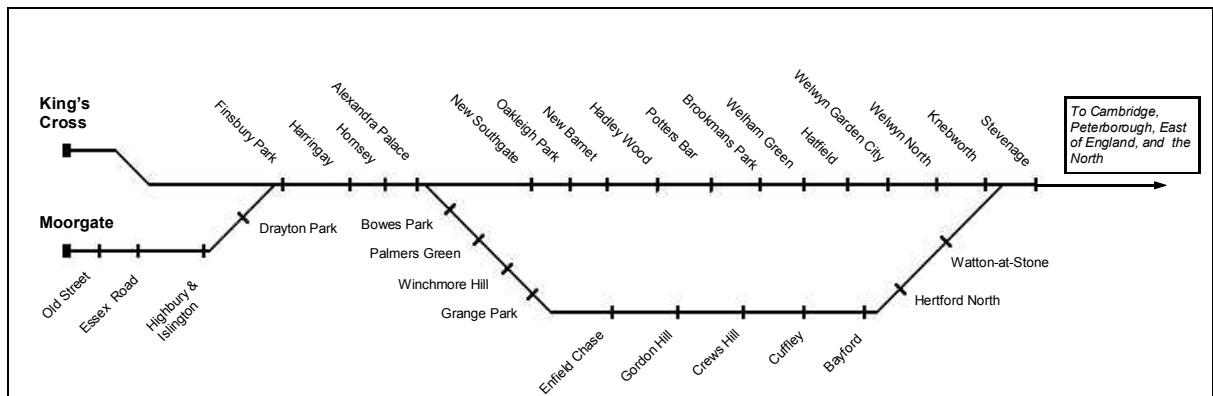 King's
Cross
Finsbury Park
Harringay
Hornsey
Alexandra Palace
New Southgate
Oakleigh Park
New Barnet
Hadley Wood
Potters Bar
Brookmans Park
Welham Green
Hatfield
Welwyn Garden City
Welwyn North
Knebworth
Stevenage
To Cambridge,
Peterborough, East
of England, and the
North
Moorgate
Drayton Park
Old Street
Essex Road
Highbury &
Islington
Bowes Park
Palmers Green
Winchmore Hill
Grange Park
Enfield Chase
Gordon Hill
Crews Hill
Cuffley
Bayford
Hertford North
Watton-at-Stone